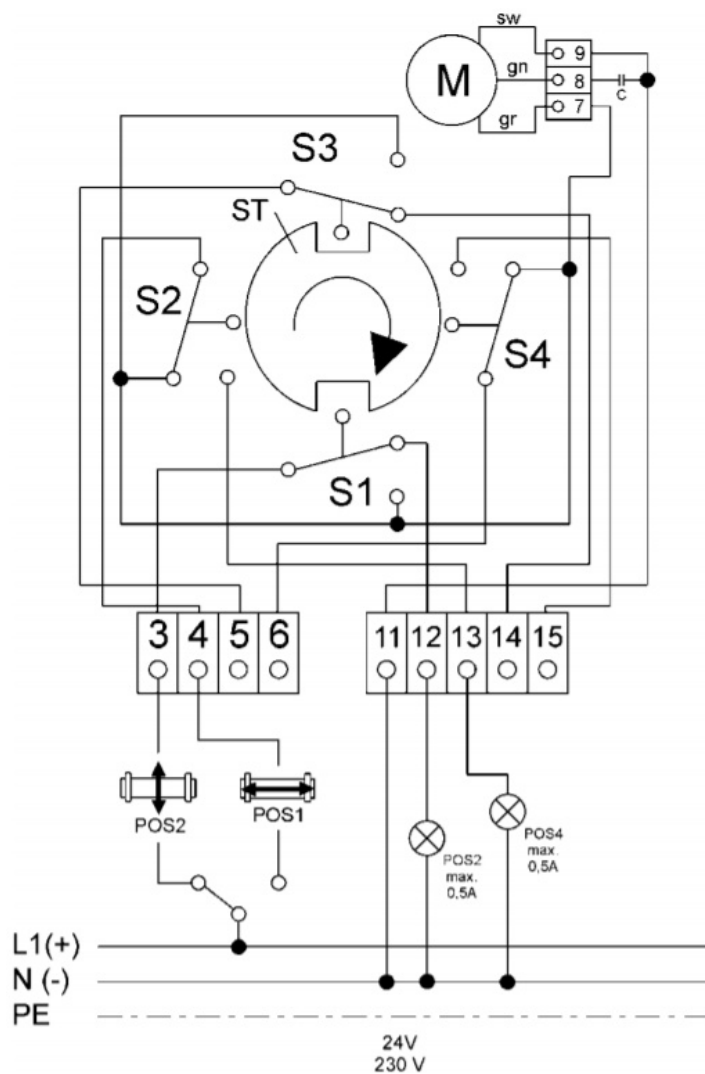 sw
9
gn
M
8
C
gr
7
S3
ST
S2
S4
S1
3 4 5 6
11 12 13 14 15
POS2
POS1
POS2
max.
0,5A
POS4
max.
0,5A
L1(+)
N (-)
PE
24V
230 V